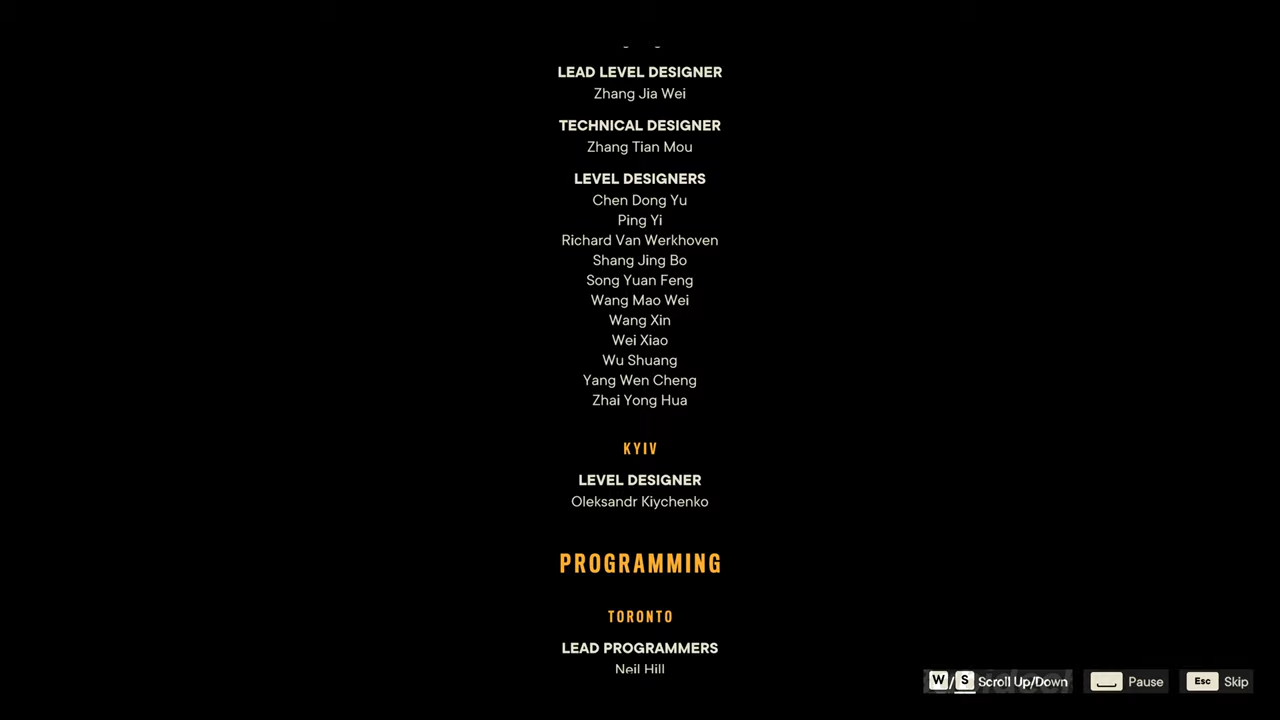 LEAD LEVEL DESIGNER
Zhang Jia Wei
TECHNICAL DESIGNER
Zhang Tian Mou
LEVEL DESIGNERS
Chen Dong Yu
Ping Yi
Richard Van Werkhoven
Shang Jing Bo
Song Yuan Feng
Wang Mao Wei
Wang Xin
Wei Xiao
Wu Shuang
Yang Wen Cheng
Zhai Yong Hua
KYIV
LEVEL DESIGNER
Oleksandr Kiychenko
PROGRAMMING
TORONTO
LEAD PROGRAMMERS
Neil Hill
W/S Scroll Up/Down Pause Esc Skip